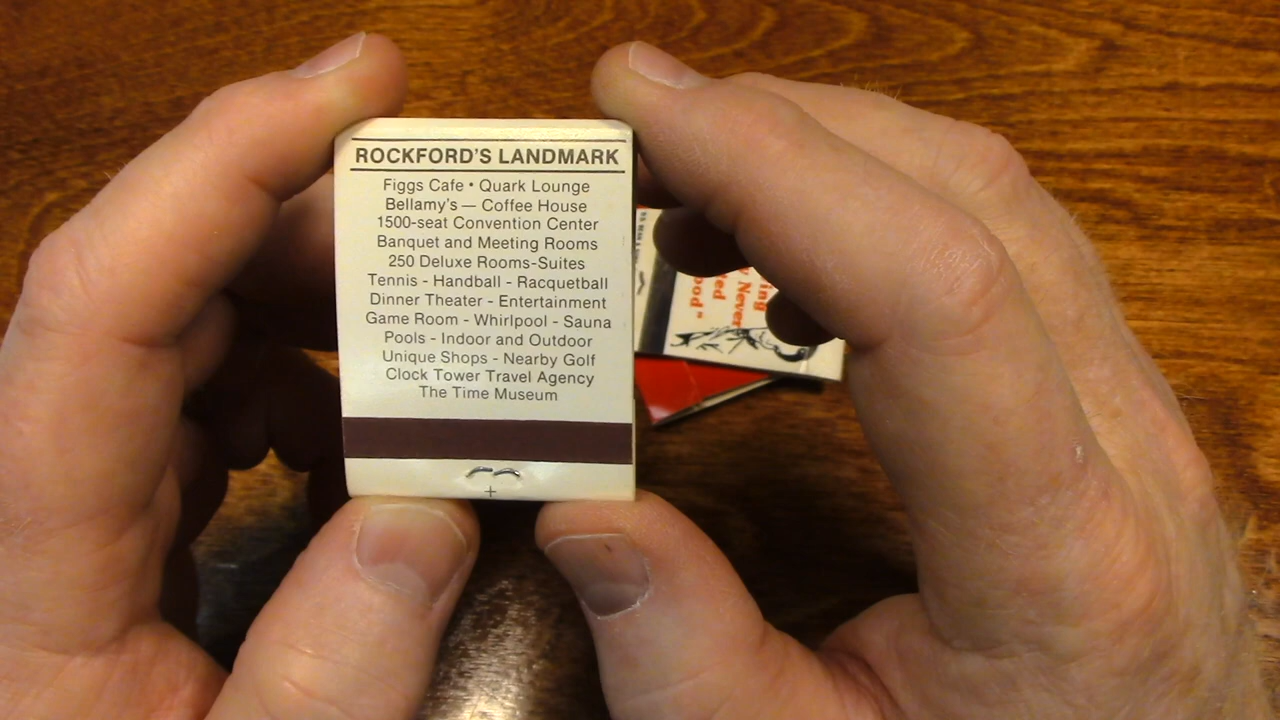 ROCKFORD'S LANDMARK
Figgs Cafe • Quark Lounge
Bellamy's — Coffee House
1500-seat Convention Center
Banquet and Meeting Rooms
250 Deluxe Rooms-Suites
Tennis - Handball - Racquetball
Dinner Theater - Entertainment
Game Room - Whirlpool - Sauna
Pools - Indoor and Outdoor
Unique Shops - Nearby Golf
Clock Tower Travel Agency
The Time Museum
+
Never